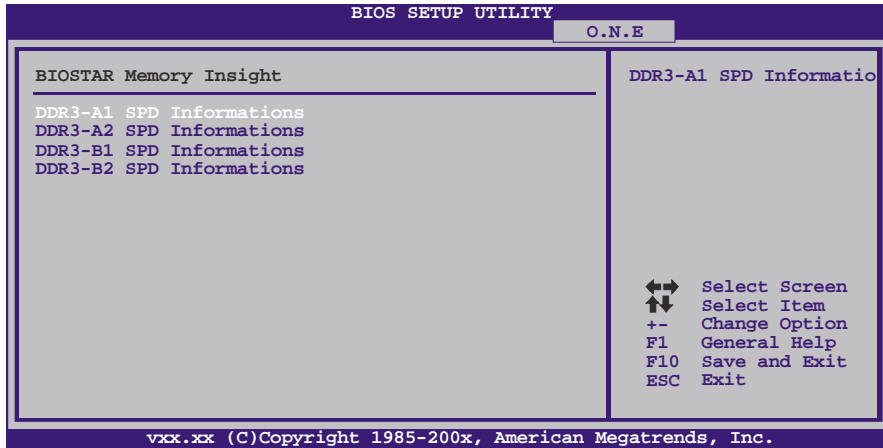 BIOS SETUP UTILITY
O.N.E
BIOSTAR Memory Insight
DDR3-A1 SPD Informations
DDR3-A2 SPD Informations
DDR3-B1 SPD Informations
DDR3-B2 SPD Informations
DDR3-A1 SPD Informatio
Select Screen
Select Item
+- Change Option
F1 General Help
F10 Save and Exit
ESC Exit
vxx.xx (C)Copyright 1985-200x, American Megatrends, Inc.